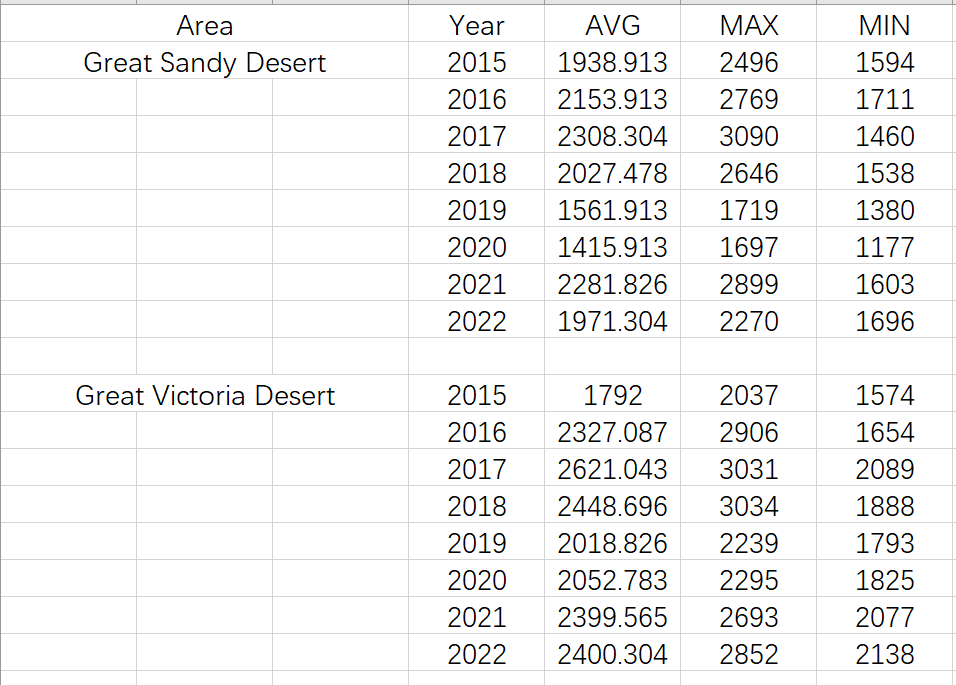 Area Year AVG MAX MIN
Great Sandy Desert 2015 1938.913 2496 1594
2016 2153.913 2769 1711
2017 2308.304 3090 1460
2018 2027.478 2646 1538
2019 1561.913 1719 1380
2020 1415.913 1697 1177
2021 2281.826 2899 1603
2022 1971.304 2270 1696
Great Victoria Desert 2015 1792 2037 1574
2016 2327.087 2906 1654
2017 2621.043 3031 2089
2018 2448.696 3034 1888
2019 2018.826 2239 1793
2020 2052.783 2295 1825
2021 2399.565 2693 2077
2022 2400.304 2852 2138